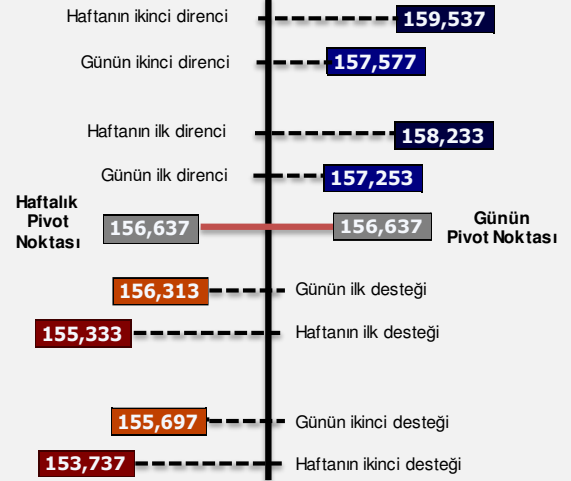 Haftanın ikinci direnci
159,537
Günün ikinci direnci
157,577
Haftanın ilk direnci
158,233
Günün ilk direnci
157,253
Haftalık
Pivot
Noktası
156,637
156,637
Günün
Pivot Noktası
156,313
Günün ilk desteği
155,333
Haftanın ilk desteği
155,697
Günün ikinci desteği
153,737
Haftanın ikinci desteği